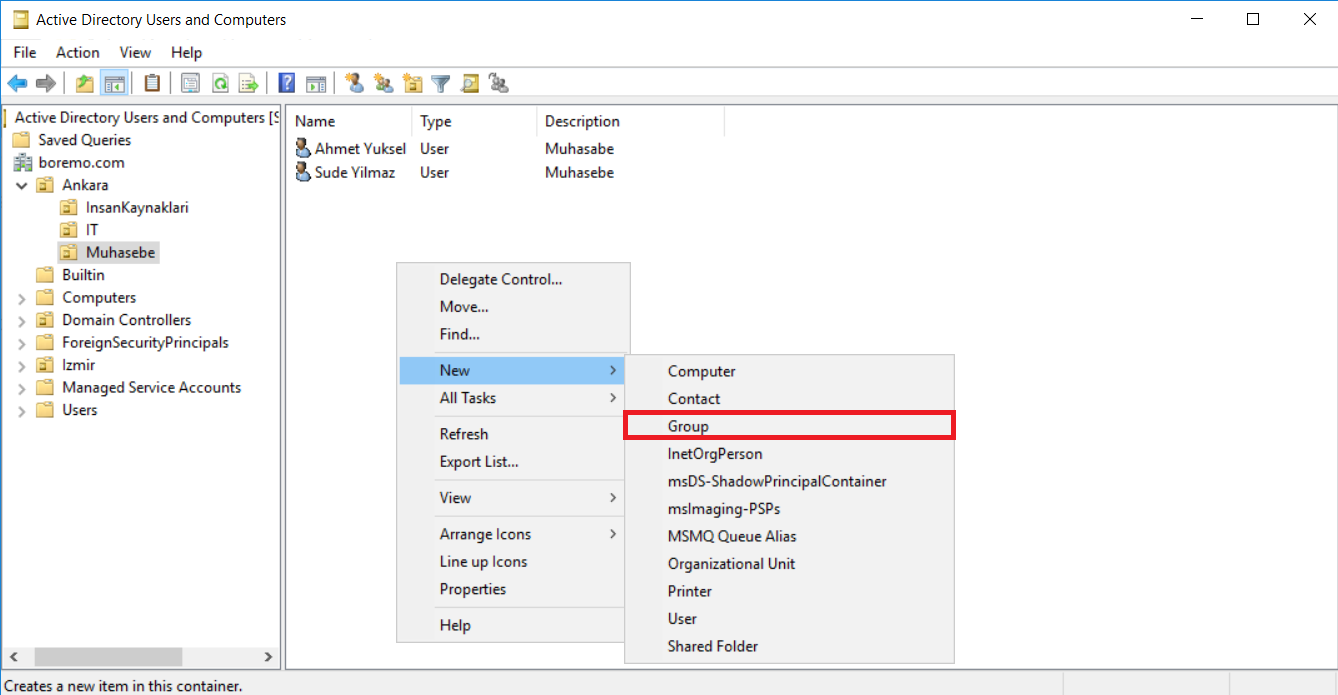 Active Directory Users and Computers
File Action View Help
Active Directory Users and Computers [S
Saved Queries
boremo.com
Ankara
InsanKaynaklari
IT
Muhasebe
Builtin
Computers
Domain Controllers
ForeignSecurityPrincipals
Izmir
Managed Service Accounts
Users
Name Type Description
Ahmet Yuksel User Muhasabe
Sude Yilmaz User Muhasebe
Delegate Control...
Move...
Find...
New
All Tasks
Refresh
Export List...
View
Arrange Icons
Line up Icons
Properties
Help
Computer
Contact
Group
InetOrgPerson
msDS-ShadowPrincipalContainer
msImaging-PSPs
MSMQ Queue Alias
Organizational Unit
Printer
User
Shared Folder
Creates a new item in this container.